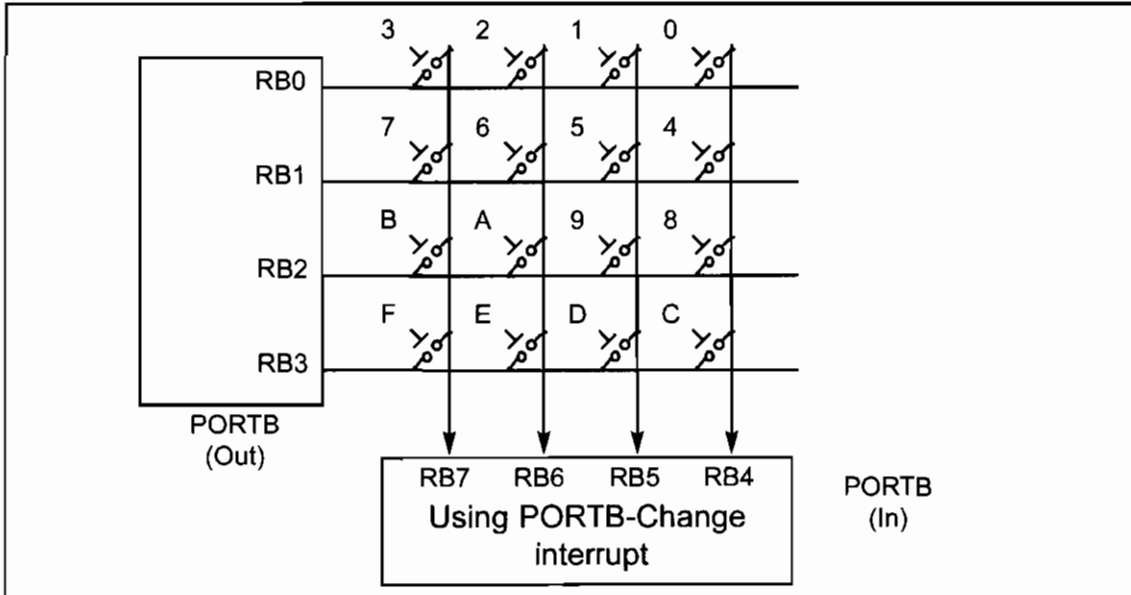 3 2 1 0
RB0
7 6 5 4
RB1
B A 9 8
RB2
F E D C
RB3
PORTB
(Out)
RB7 RB6 RB5 RB4
Using PORTB-Change
interrupt
PORTB
(In)